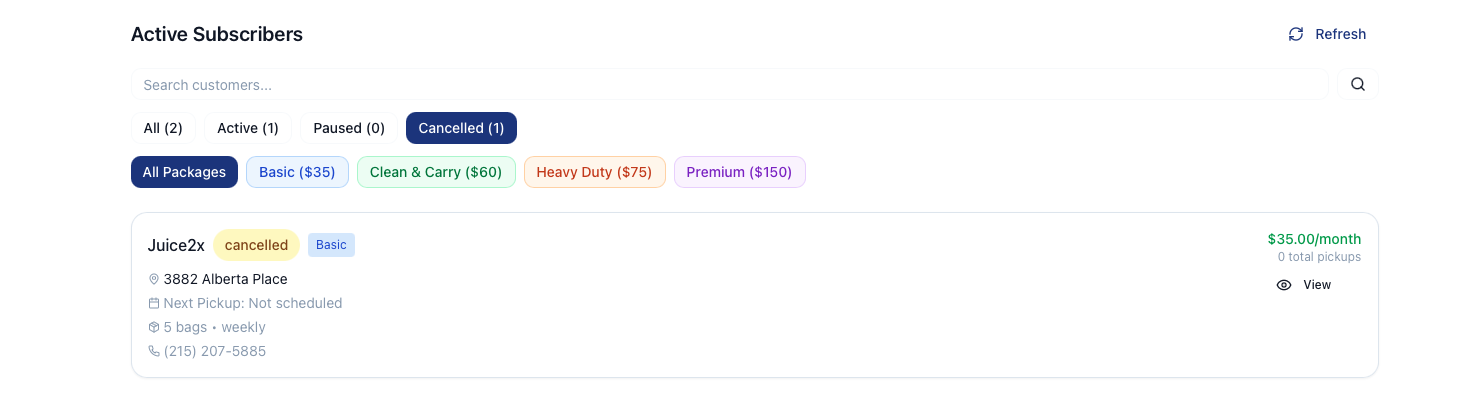 Active Subscribers
Refresh
Search customers...
All (2) Active (1) Paused (0) Cancelled (1)
All Packages Basic ($35) Clean & Carry ($60) Heavy Duty ($75) Premium ($150)
Juice2x cancelled Basic
$35.00/month
0 total pickups
View
3882 Alberta Place
Next Pickup: Not scheduled
5 bags • weekly
(215) 207-5885